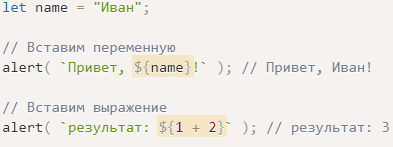 let name = "Иван";
// Вставим переменную
alert( `Привет, ${name}!` ); // Привет, Иван!
// Вставим выражение
alert( `результат: ${1 + 2}` ); // результат: 3